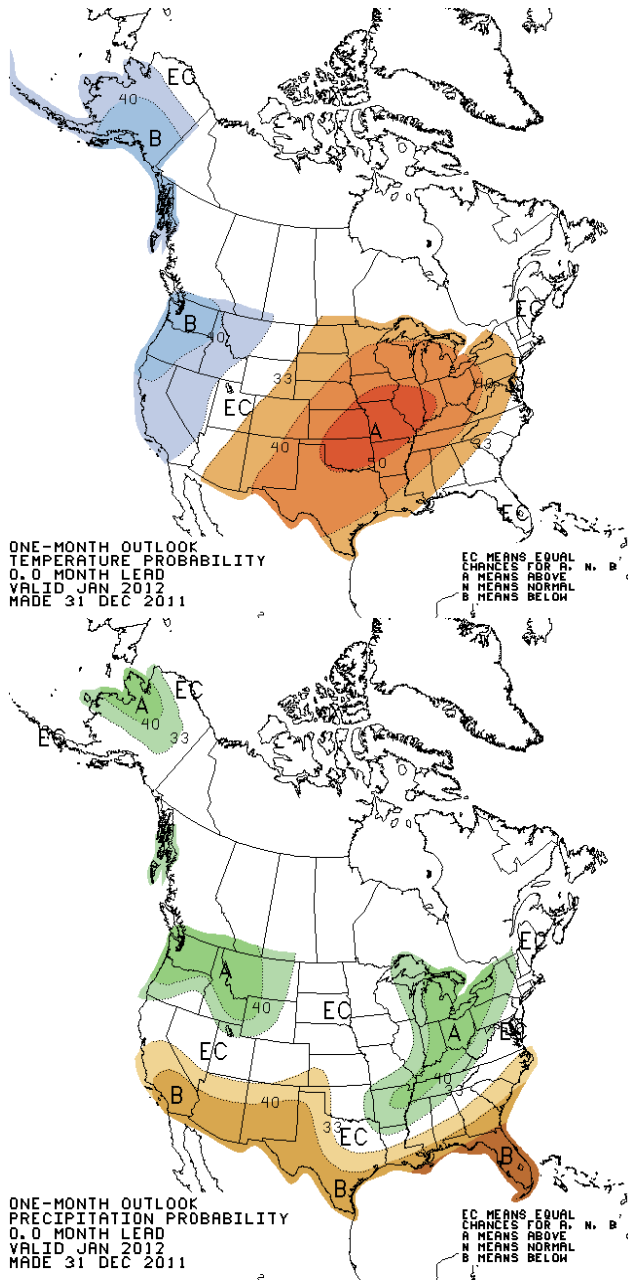 EC
40
B
EC
B
40
33
EC
40
33
40
A
50
EC
ONE-MONTH OUTLOOK
TEMPERATURE PROBABILITY
0.0 MONTH LEAD
VALID JAN 2012
MADE 31 DEC 2011
EC MEANS EQUAL
CHANCES FOR A, N, B
A MEANS ABOVE
N MEANS NORMAL
B MEANS BELOW
EC
A
40
33
EC
EC
A
40
EC
EC
A
EC
40
33
B
40
33
EC
B
B
ONE-MONTH OUTLOOK
PRECIPITATION PROBABILITY
0.0 MONTH LEAD
VALID JAN 2012
MADE 31 DEC 2011
EC MEANS EQUAL
CHANCES FOR A, N, B
A MEANS ABOVE
N MEANS NORMAL
B MEANS BELOW